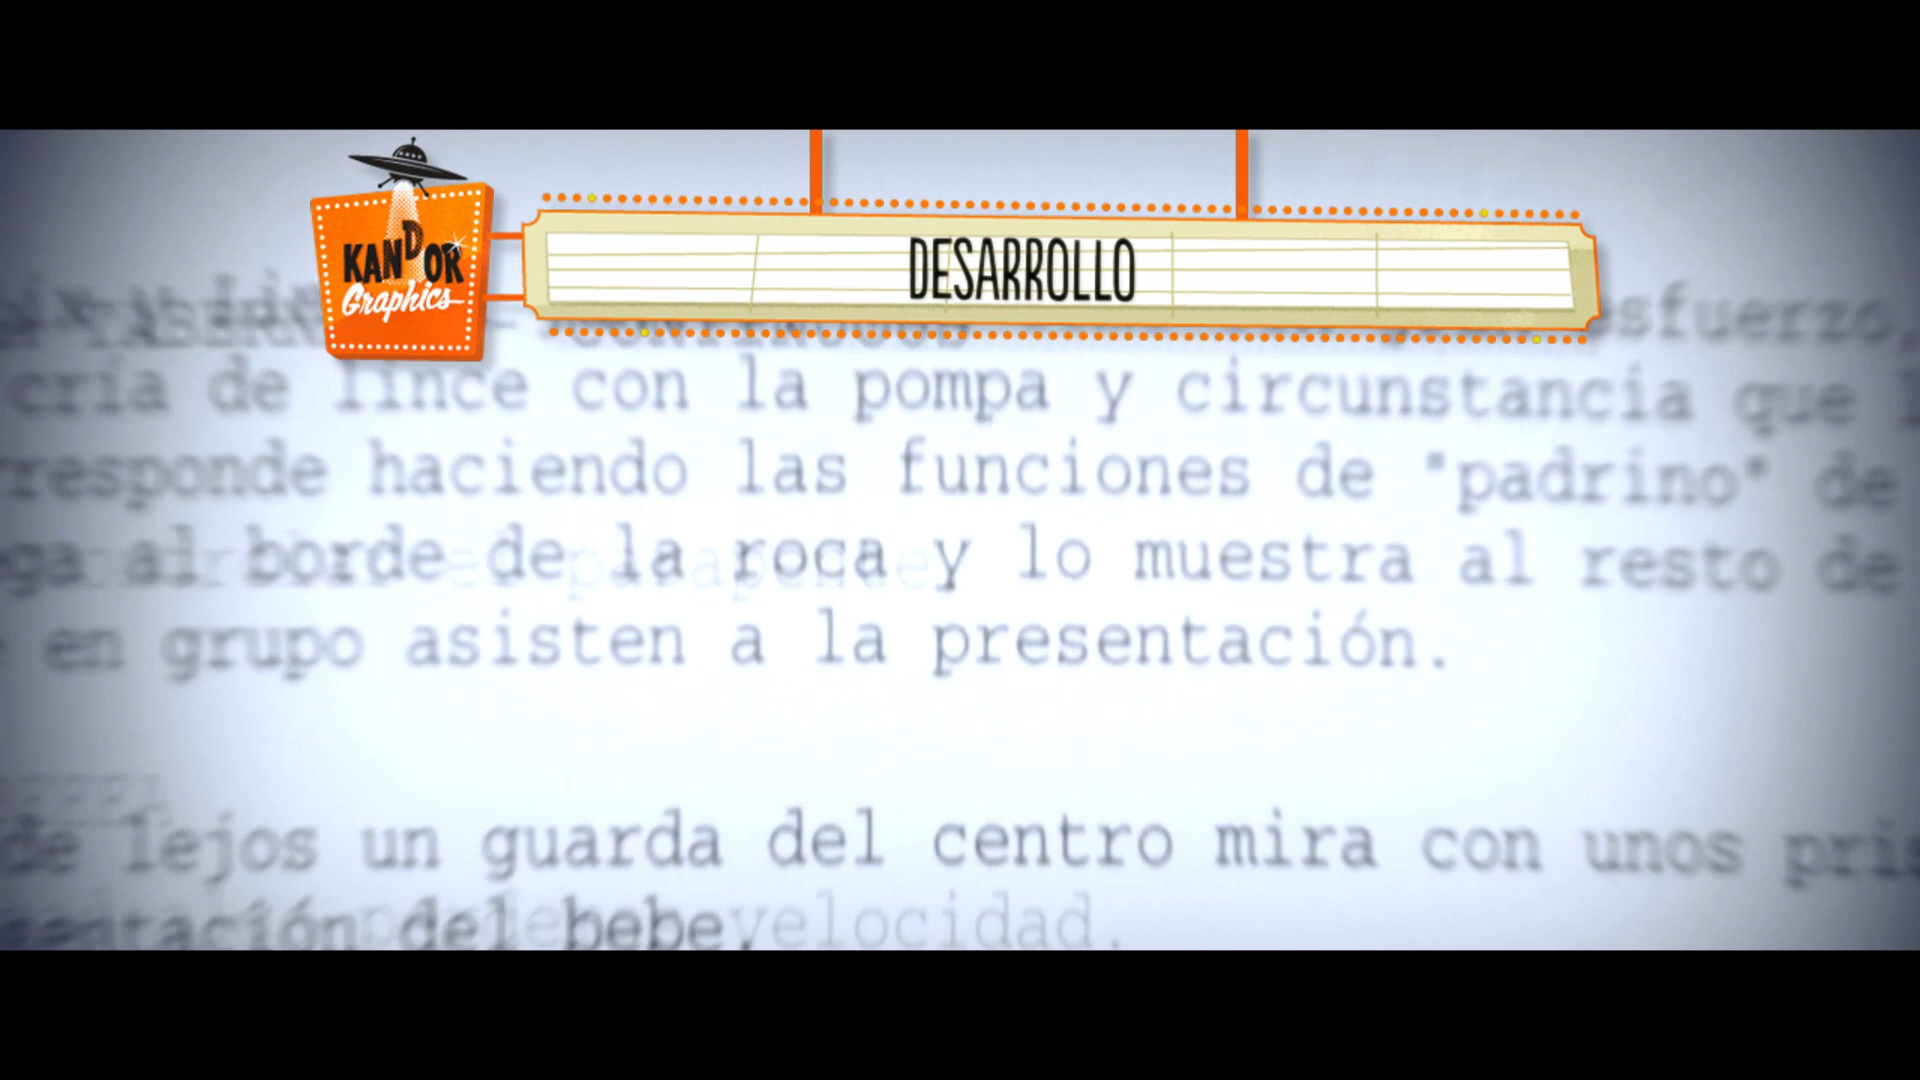 KANDOR
Graphics
DESARROLLO
esfuerzo,
cría de lince con la pompa y circunstancia que
responde haciendo las funciones de "padrino" de
al borde de la roca y lo muestra al resto de
en grupo asisten a la presentación.
de lejos un guarda del centro mira con unos
del bebe, velocidad.